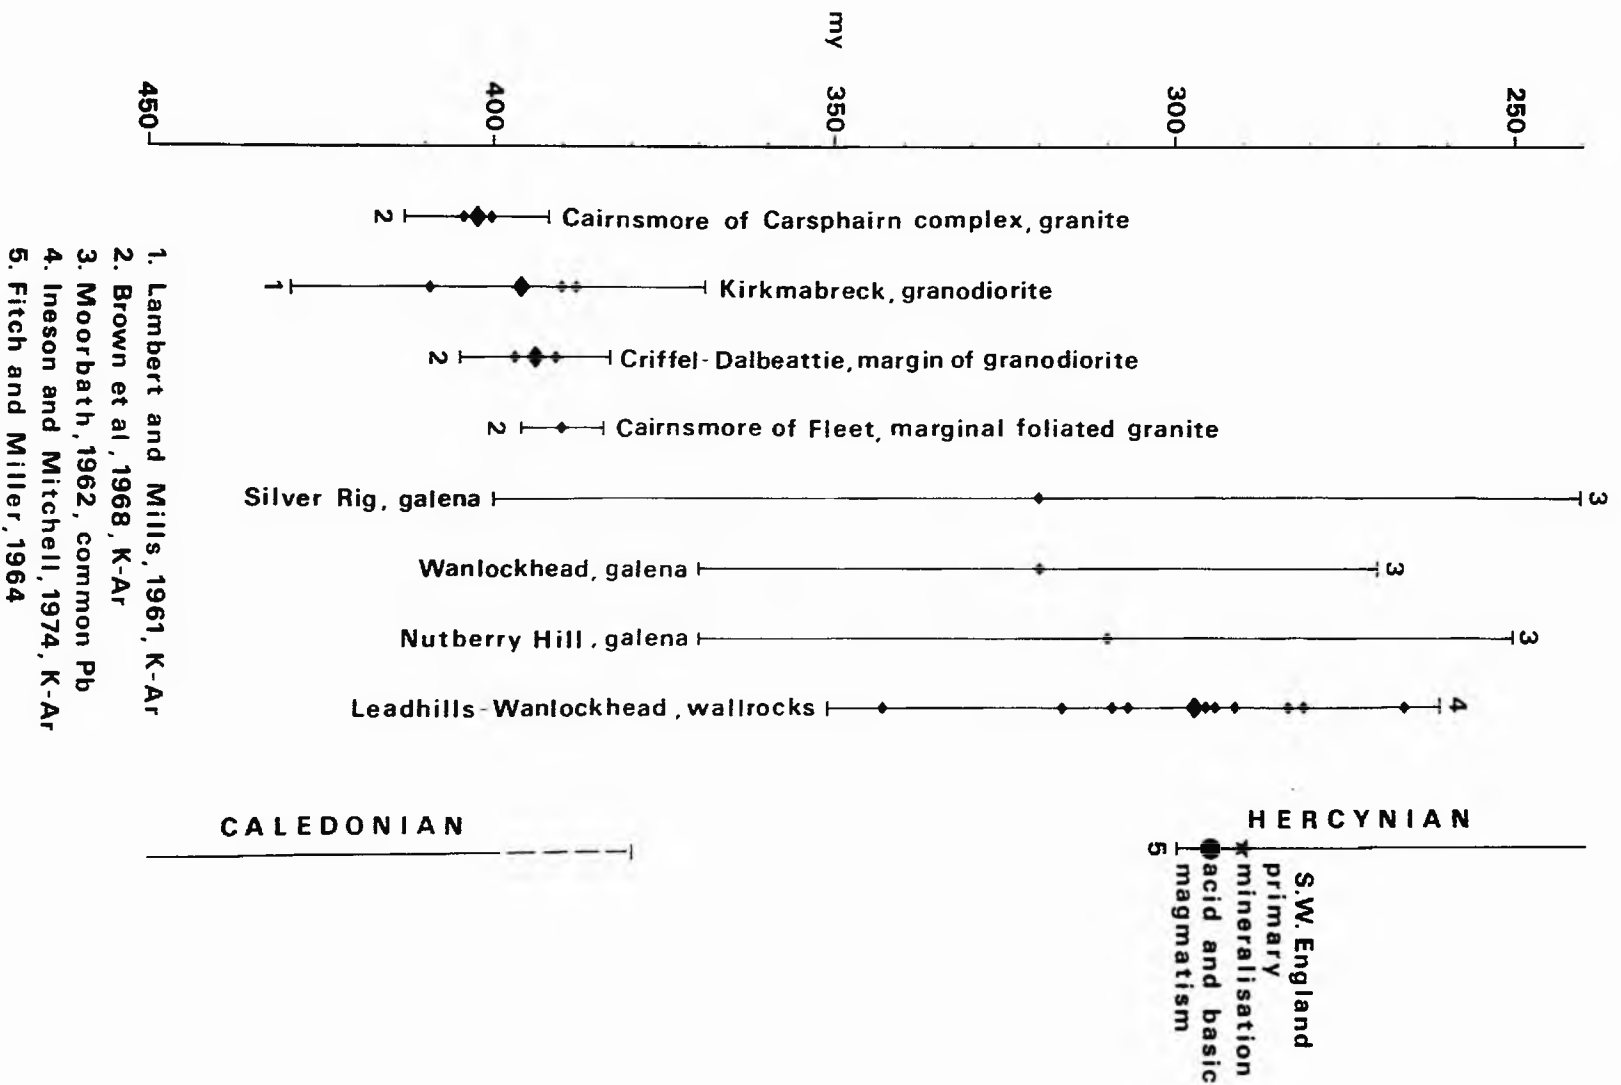 my
450
400
350
300
250
2 Cairnsmore of Carsphairn complex, granite
1 Kirkmabreck, granodiorite
2 Criffel-Dalbeattie, margin of granodiorite
2 Cairnsmore of Fleet, marginal foliated granite
Silver Rig, galena 3
Wanlockhead, galena 3
Nutberry Hill, galena 3
Leadhills-Wanlockhead, wallrocks 4
CALEDONIAN
HERCYNIAN
5
S.W. England
primary
mineralisation
acid and basic
magmatism
1. Lambert and Mills, 1961, K-Ar
2. Brown et al, 1968, K-Ar
3. Moorbath, 1962, common Pb
4. Ineson and Mitchell, 1974, K-Ar
5. Fitch and Miller, 1964